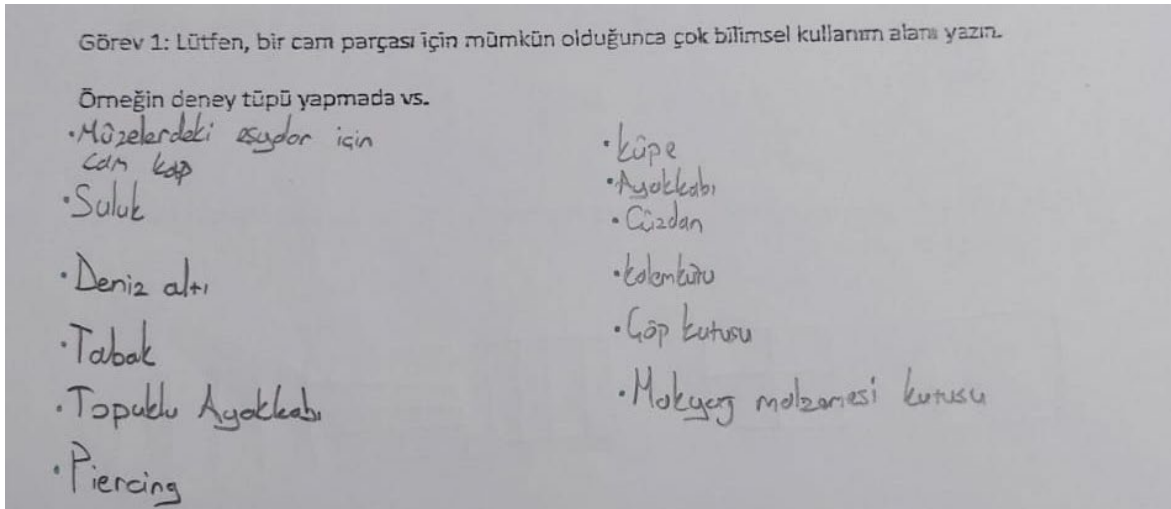 Görev 1: Lütfen, bir cam parçası için mümkün olduğunca çok bilimsel kullanım alanı yazın.
Örneğin deney tüpü yapmada vs.
• Müzelerdeki eşyalar için
cam kap
• Suluk
• Deniz altı
• Tabak
• Topuklu Ayakkabı
• Piercing
• Küpe
• Ayakkabı
• Cüzdan
• kalemkutu
• Çöp kutusu
• Makyaj malzemesi kutusu